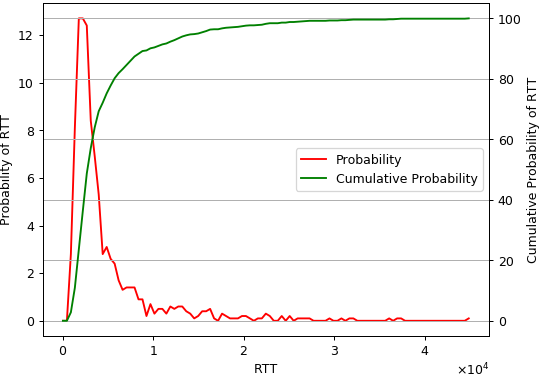 Probability of RTT
12
10
8
6
4
2
0
100
80
60
40
20
0
Cumulative Probability of RTT
Probability
Cumulative Probability
0 1 2 3 4
×10⁴
RTT